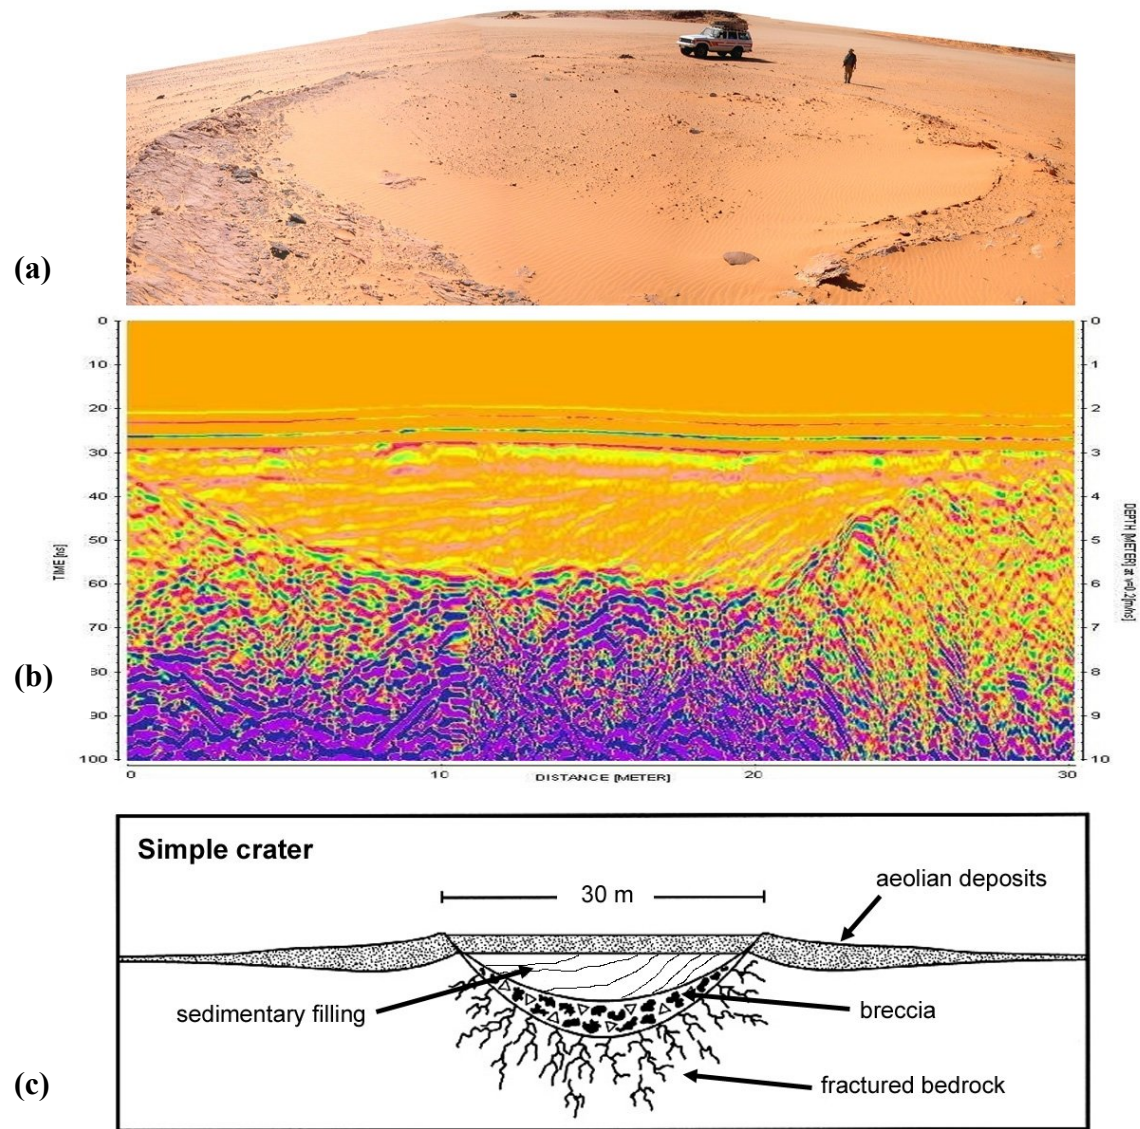 (a)
0
10
20
30
40
50
60
70
80
90
100
TIME [ns]
0
1
2
3
4
5
6
7
8
9
10
DEPTH [METER] at v=0.2[m/ns]
(b)
0
10
20
30
DISTANCE [METER]
Simple crater
30 m
aeolian deposits
sedimentary filling
breccia
fractured bedrock
(c)